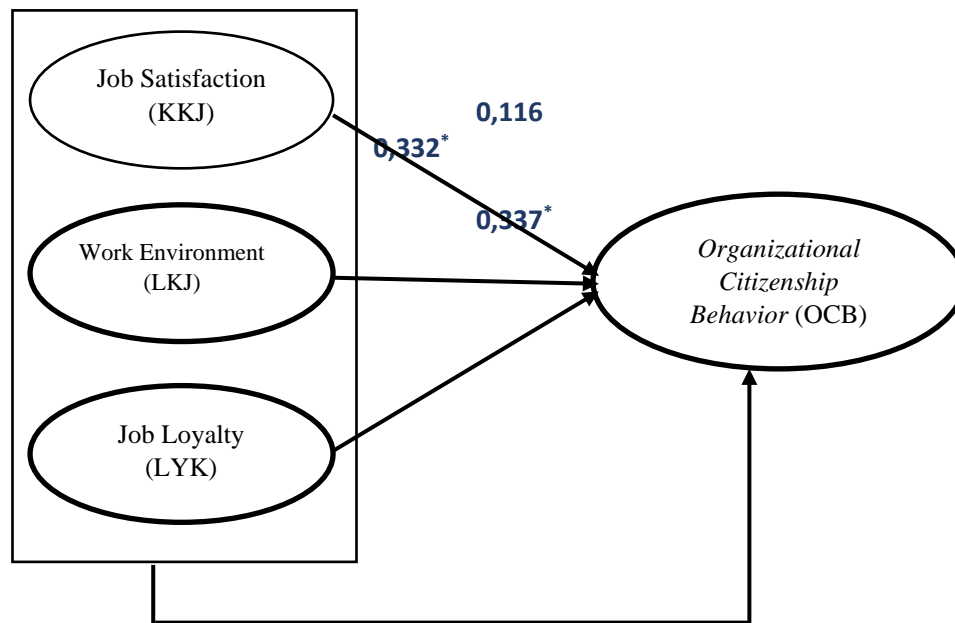 Job Satisfaction
(KKJ)
0,116
0,332*
0,337*
Work Environment
(LKJ)
Organizational
Citizenship
Behavior (OCB)
Job Loyalty
(LYK)